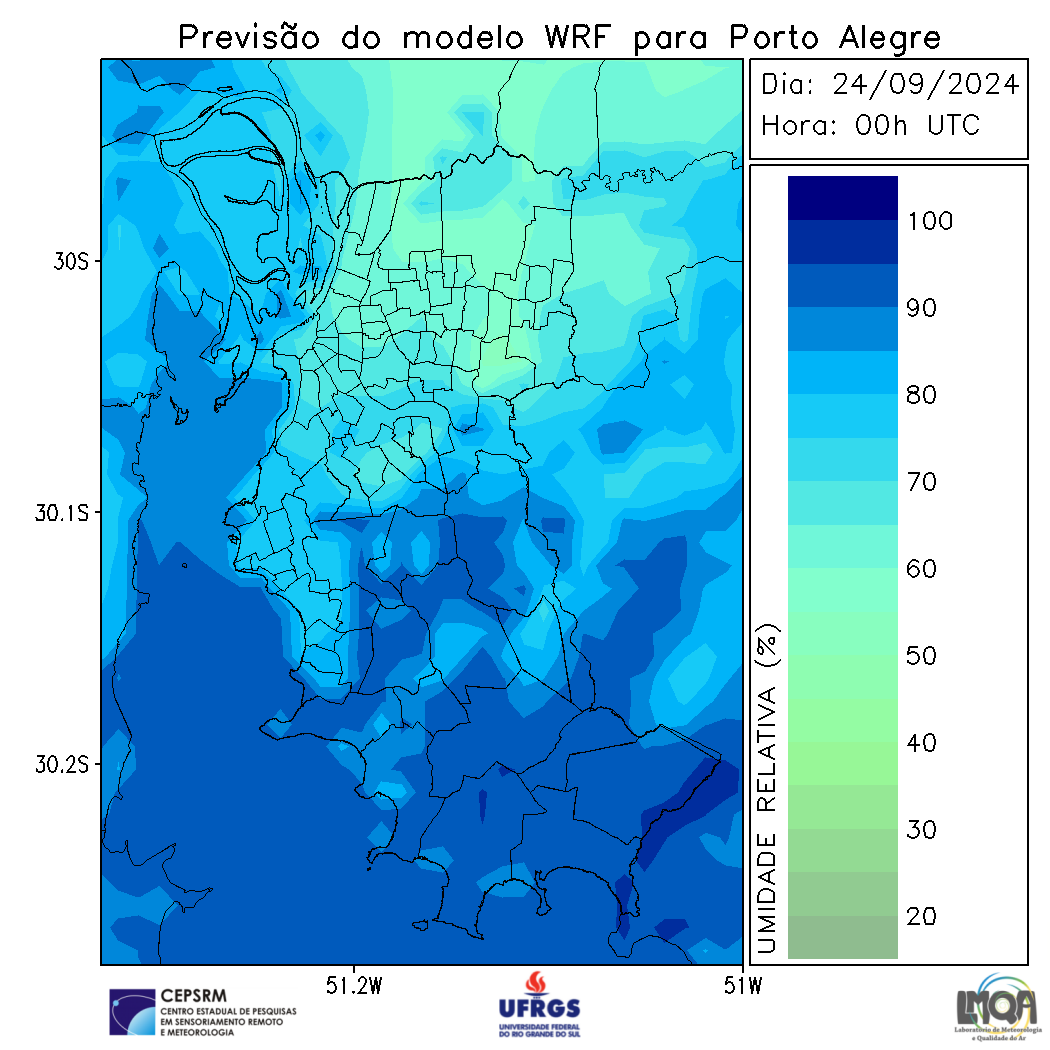 Previsão do modelo WRF para Porto Alegre
Dia: 24/09/2024
Hora: 00h UTC
30S
30.1S
30.2S
51.2W
51W
100
90
80
70
60
50
40
30
20
UMIDADE RELATIVA (%)
CEPSRM
CENTRO ESTADUAL DE PESQUISAS
EM SENSORIAMENTO REMOTO
E METEOROLOGIA
UFRGS
UNIVERSIDADE FEDERAL
DO RIO GRANDE DO SUL
LMQA
Laboratório de Meteorologia
e Qualidade do Ar